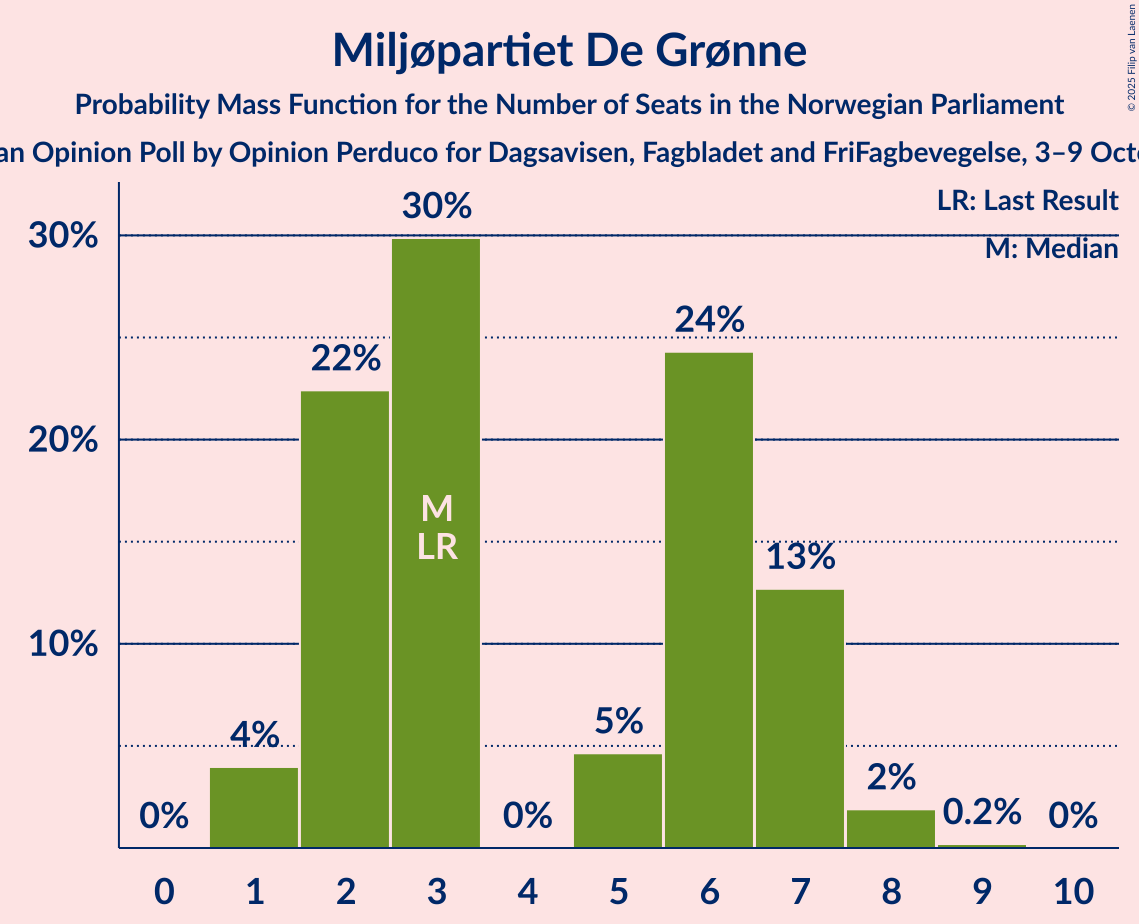 Miljøpartiet De Grønne
Probability Mass Function for the Number of Seats in the Norwegian Parliament
an Opinion Poll by Opinion Perduco for Dagsavisen, Fagbladet and FriFagbevegelse, 3–9
© 2025 Filip van Laenen
LR: Last Result
M: Median
30%
20%
10%
0%
4%
22%
30%
M
LR
0%
5%
24%
13%
2%
0.2%
0%
0 1 2 3 4 5 6 7 8 9 10